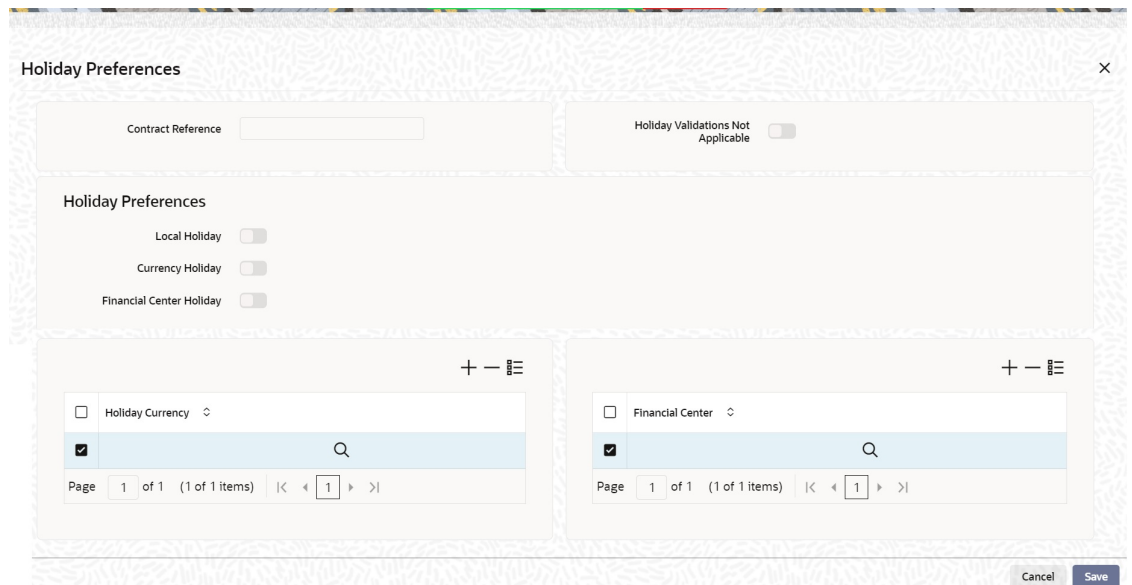 Holiday Preferences
Contract Reference
Holiday Validations Not
Applicable
Holiday Preferences
Local Holiday
Currency Holiday
Financial Center Holiday
Holiday Currency
Page 1 of 1 (1 of 1 items) 1
Financial Center
Page 1 of 1 (1 of 1 items) 1
Cancel Save